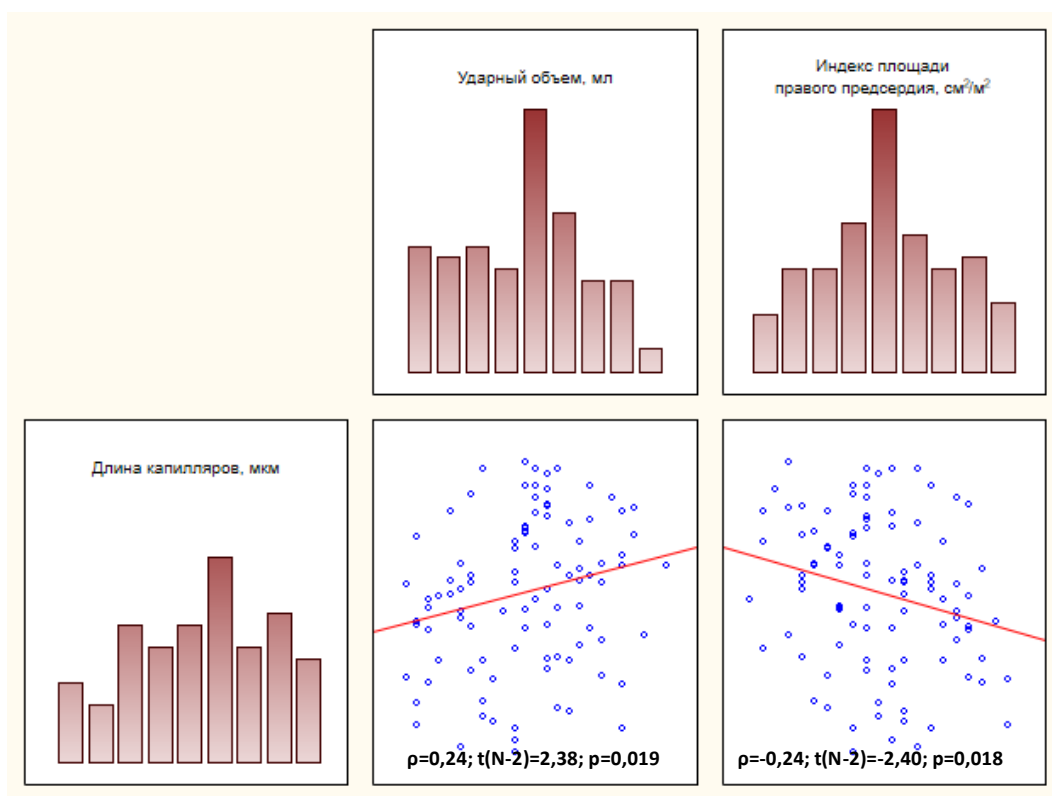 Ударный объем, мл
Индекс площади
правого предсердия, см²/м²
Длина капилляров, мкм
ρ=0,24; t(N-2)=2,38; p=0,019
ρ=-0,24; t(N-2)=-2,40; p=0,018